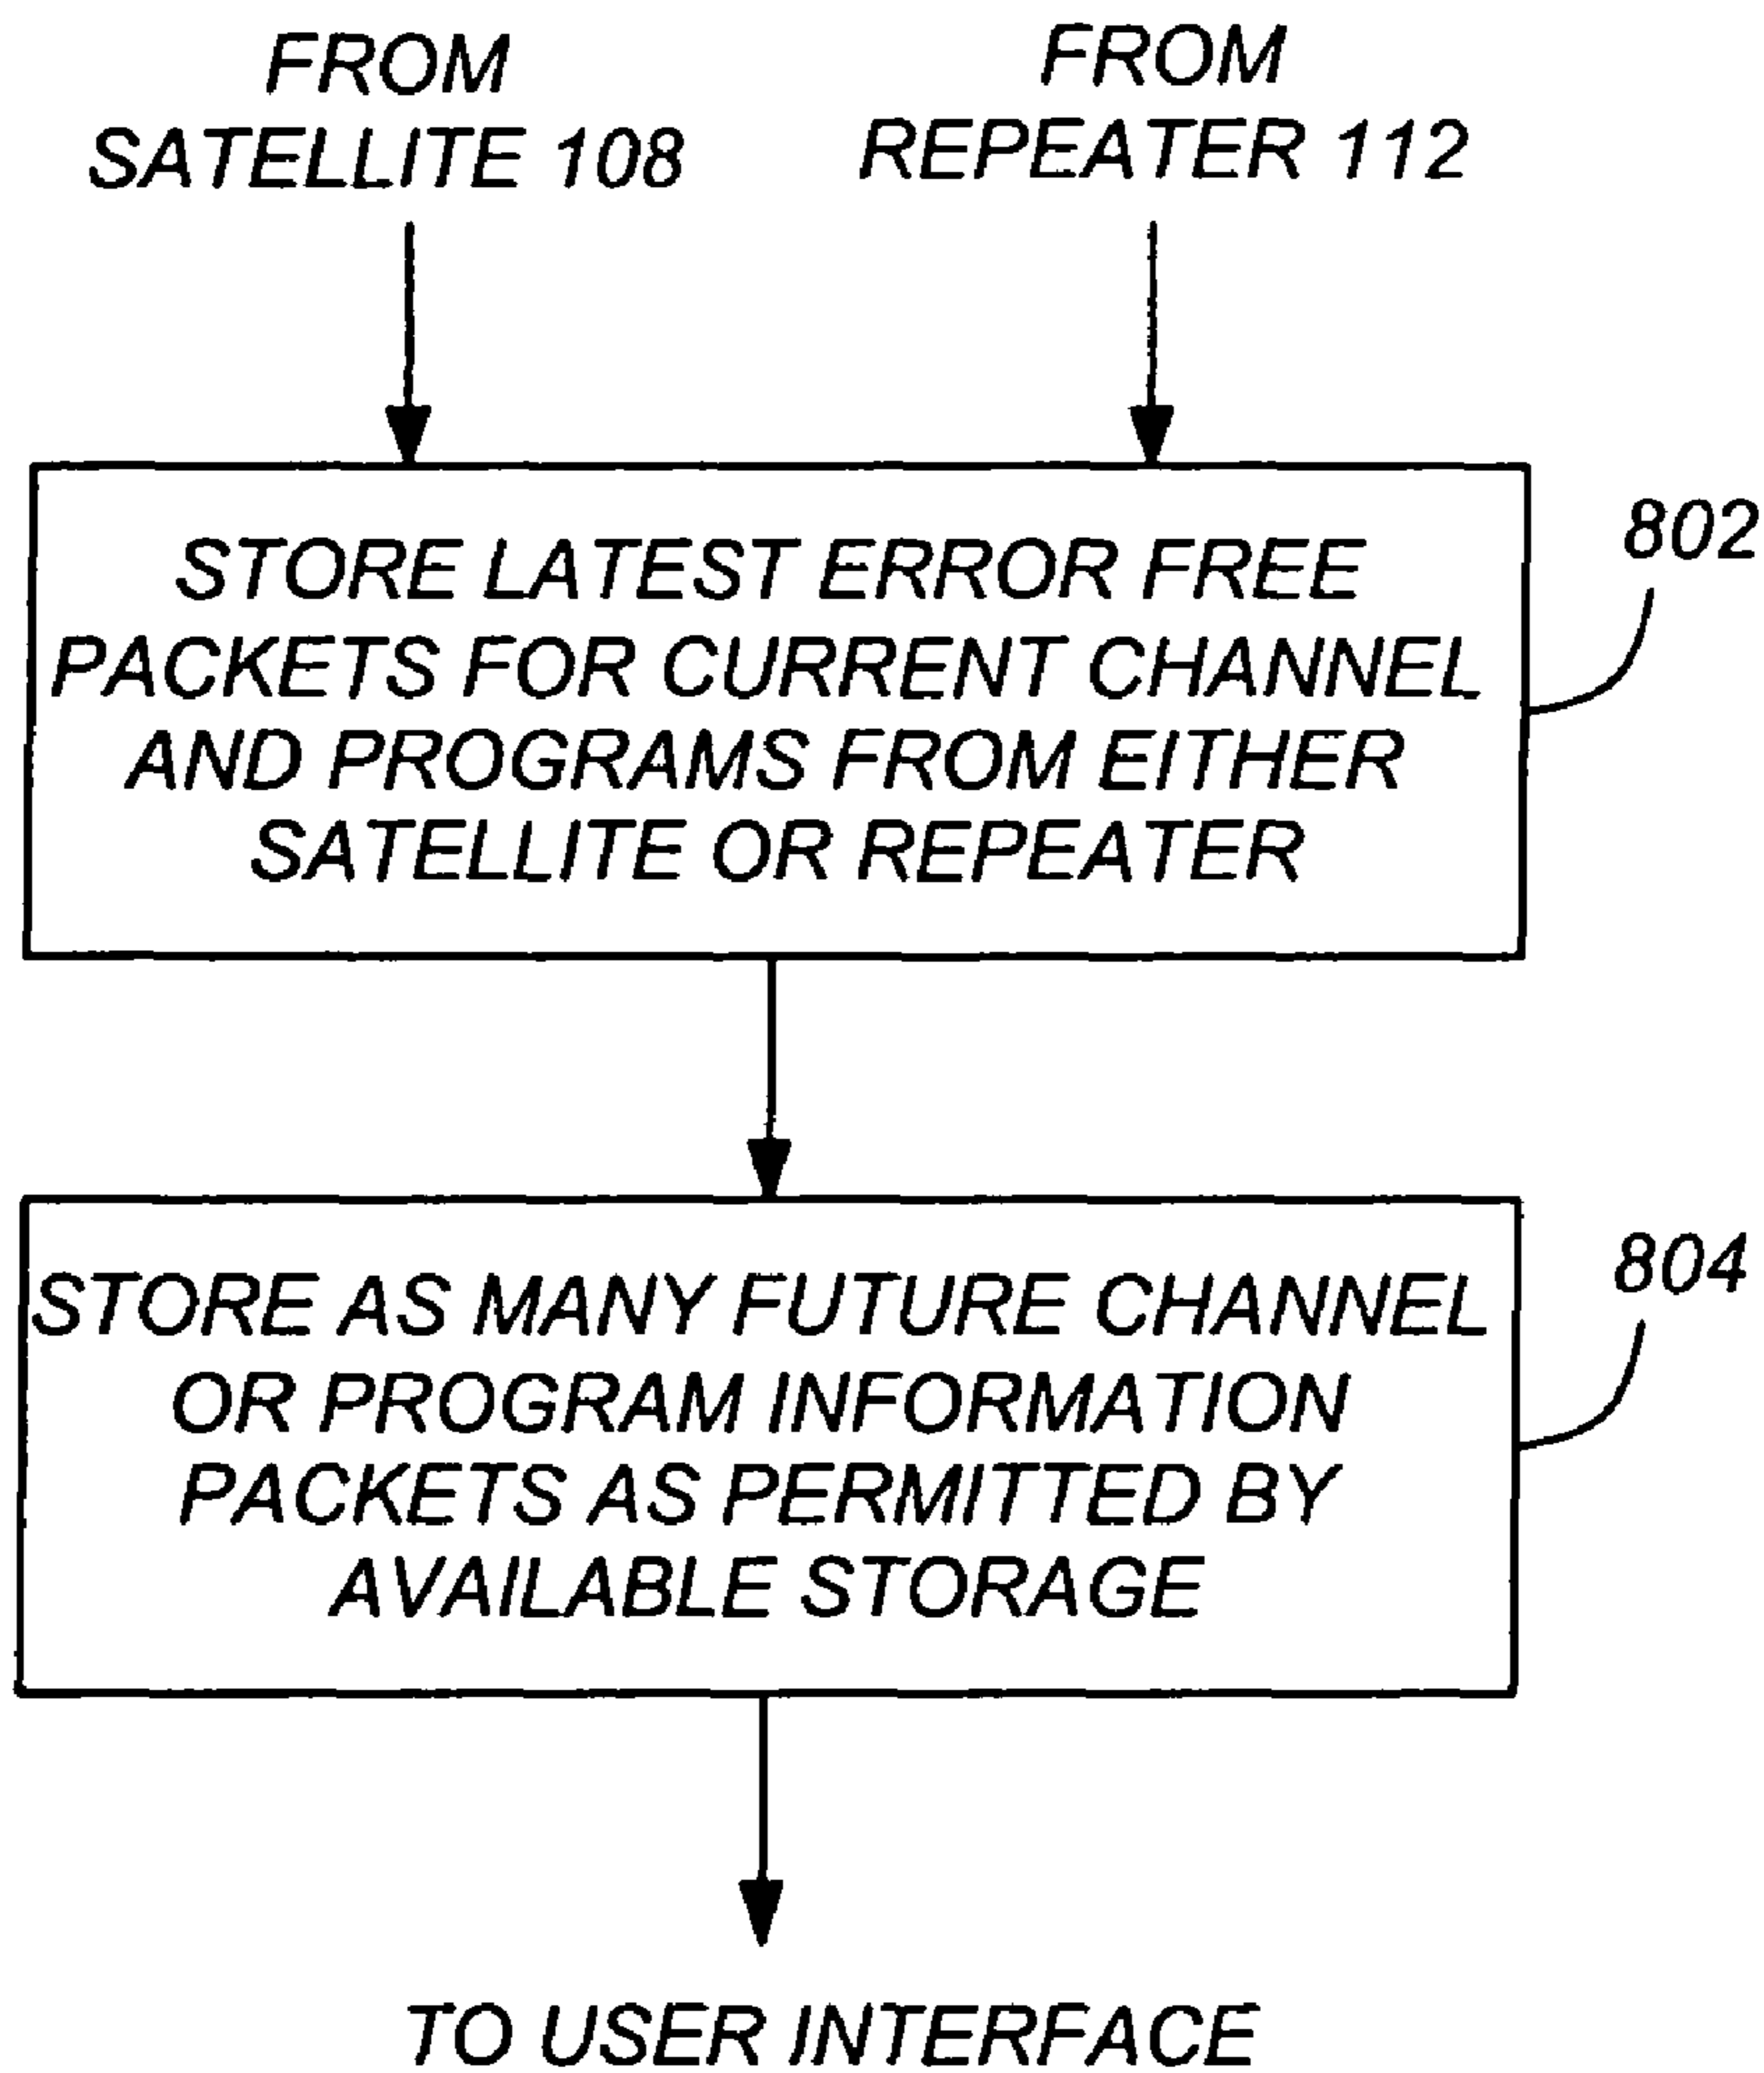 FROM
SATELLITE 108
FROM
REPEATER 112
STORE LATEST ERROR FREE
PACKETS FOR CURRENT CHANNEL
AND PROGRAMS FROM EITHER
SATELLITE OR REPEATER
802
STORE AS MANY FUTURE CHANNEL
OR PROGRAM INFORMATION
PACKETS AS PERMITTED BY
AVAILABLE STORAGE
804
TO USER INTERFACE